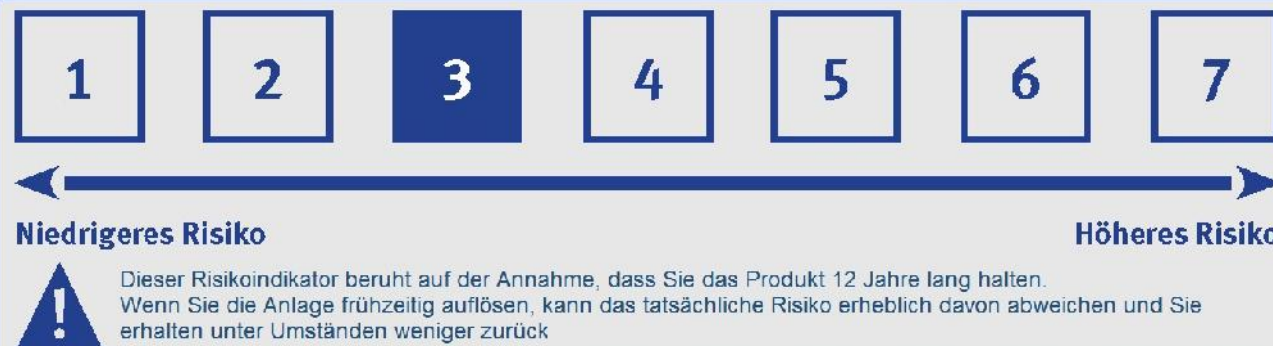 1 2 3 4 5 6 7
Niedrigeres Risiko Höheres Risiko
!
Dieser Risikoindikator beruht auf der Annahme, dass Sie das Produkt 12 Jahre lang halten.
Wenn Sie die Anlage frühzeitig auflösen, kann das tatsächliche Risiko erheblich davon abweichen und Sie
erhalten unter Umständen weniger zurück